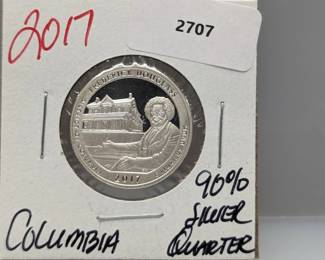 2017
2707
FREDERICK DOUGLASS
2017
COLUMBIA
90%
SILVER
QUARTER